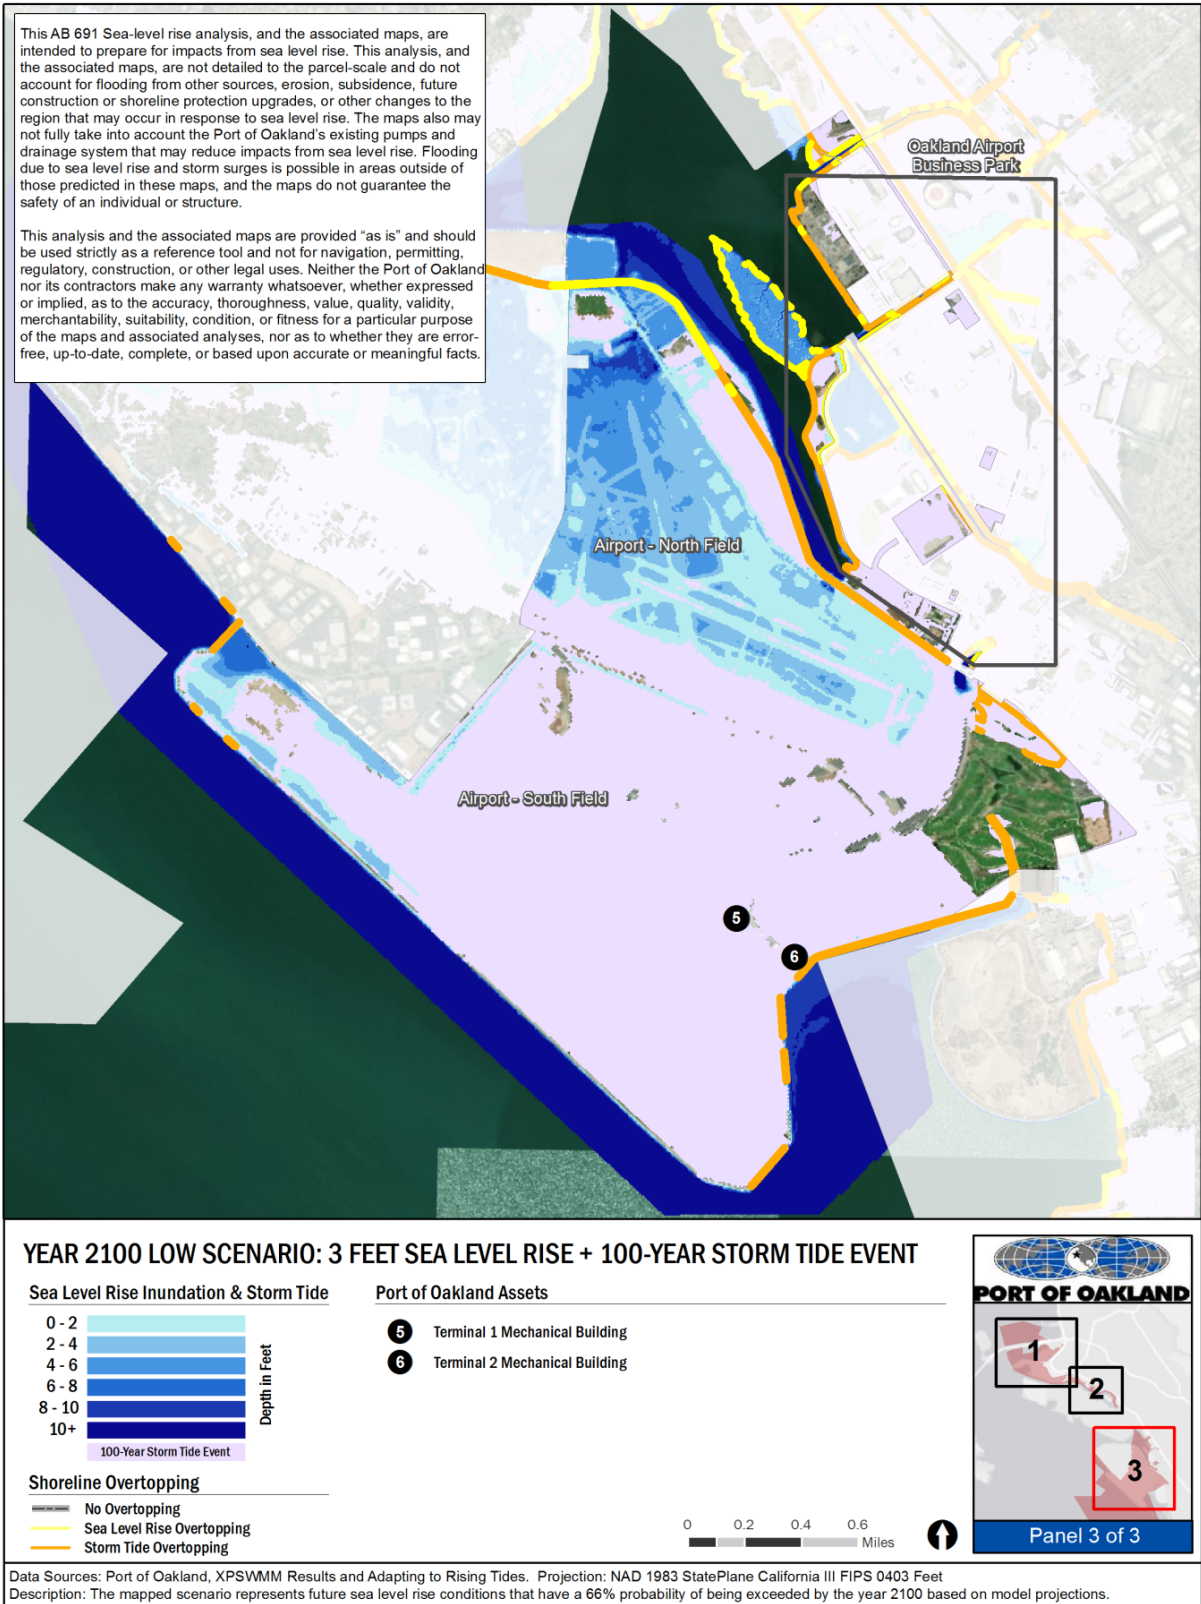 This AB 691 Sea-level rise analysis, and the associated maps, are
intended to prepare for impacts from sea level rise. This analysis, and
the associated maps, are not detailed to the parcel-scale and do not
account for flooding from other sources, erosion, subsidence, future
construction or shoreline protection upgrades, or other changes to the
region that may occur in response to sea level rise. The maps also may
not fully take into account the Port of Oakland's existing pumps and
drainage system that may reduce impacts from sea level rise. Flooding
due to sea level rise and storm surges is possible in areas outside of
those predicted in these maps, and the maps do not guarantee the
safety of an individual or structure.
This analysis and the associated maps are provided "as is" and should
be used strictly as a reference tool and not for navigation, permitting,
regulatory, construction, or other legal uses. Neither the Port of Oakland
nor its contractors make any warranty whatsoever, whether expressed
or implied, as to the accuracy, thoroughness, value, quality, validity,
merchantability, suitability, condition, or fitness for a particular purpose
of the maps and associated analyses, nor as to whether they are error-
free, up-to-date, complete, or based upon accurate or meaningful facts.
Oakland Airport
Business Park
Airport - North Field
Airport - South Field
5
6
YEAR 2100 LOW SCENARIO: 3 FEET SEA LEVEL RISE + 100-YEAR STORM TIDE EVENT
Sea Level Rise Inundation & Storm Tide
0 - 2
2 - 4
4 - 6
6 - 8
8 - 10
10+
Depth in Feet
100-Year Storm Tide Event
Shoreline Overtopping
No Overtopping
Sea Level Rise Overtopping
Storm Tide Overtopping
Port of Oakland Assets
5 Terminal 1 Mechanical Building
6 Terminal 2 Mechanical Building
0 0.2 0.4 0.6
Miles
PORT OF OAKLAND
1
2
3
Panel 3 of 3
Data Sources: Port of Oakland, XPSWMM Results and Adapting to Rising Tides. Projection: NAD 1983 StatePlane California III FIPS 0403 Feet
Description: The mapped scenario represents future sea level rise conditions that have a 66% probability of being exceeded by the year 2100 based on model projections.